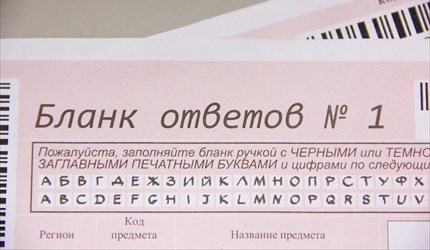 Бланк ответов № 1
Пожалуйста, заполняйте бланк ручкой с ЧЕРНЫМИ или ТЕМНО
ЗАГЛАВНЫМИ ПЕЧАТНЫМИ БУКВАМИ и цифрами по следующи
А Б В Г Д Е Ж З И Й К Л М Н О П Р С Т У Ф Х
A B C D E F G H I J K L M N O P Q R S T U V
Регион Код предмета Название предмета